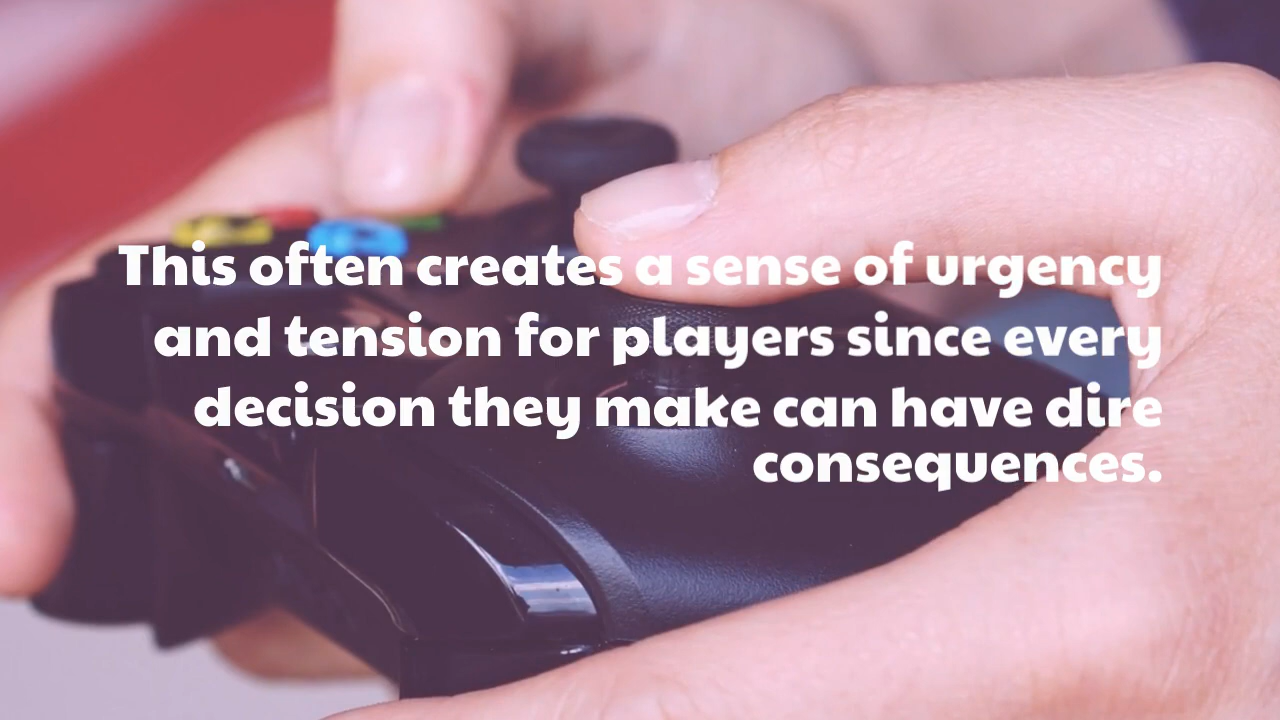 This often creates a sense of urgency
and tension for players since every
decision they make can have dire
consequences.